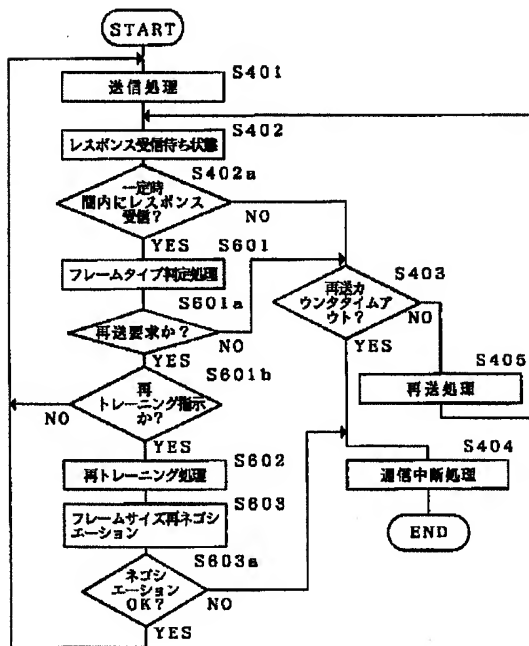 START
S401
送信処理
S402
レスポンス受信待ち状態
S402a
一定時
間内にレスポンス
受信?
NO
YES
S601
フレームタイプ判定処理
S601a
再送要求か?
NO
YES
S601b
再
トレーニング指示
か?
NO
YES
S602
再トレーニング処理
S603
フレームサイズ再ネゴシ
エーション
S603a
ネゴシ
エーション
OK?
NO
YES
S403
再送カ
ウンタタイムア
ウト?
NO
YES
S405
再送処理
S404
通信中断処理
END